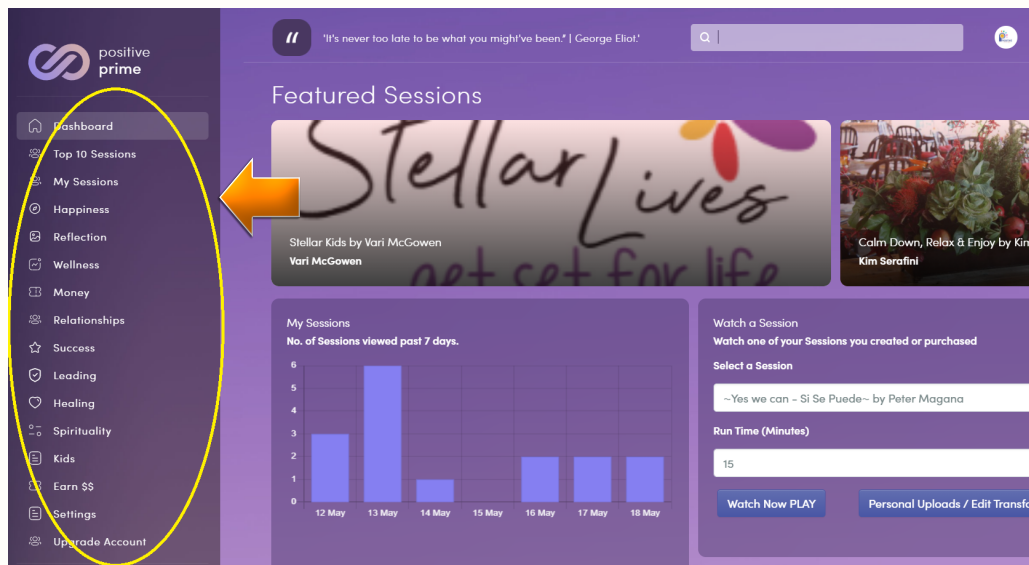 positive
prime
Dashboard
Top 10 Sessions
My Sessions
Happiness
Reflection
Wellness
Money
Relationships
Success
Leading
Healing
Spirituality
Kids
Earn $$
Settings
Upgrade Account
“ 'It's never too late to be what you might've been." | George Eliot.'
Featured Sessions
Stellar Lives
get set for life
Stellar Kids by Vari McGowen
Vari McGowen
Calm Down, Relax & Enjoy by Kim
Kim Serafini
My Sessions
No. of Sessions viewed past 7 days.
6
5
4
3
2
1
0
12 May 13 May 14 May 15 May 16 May 17 May 18 May
Watch a Session
Watch one of your Sessions you created or purchased
Select a Session
~Yes we can - Si Se Puede~ by Peter Magana
Run Time (Minutes)
15
Watch Now PLAY
Personal Uploads / Edit Transfo